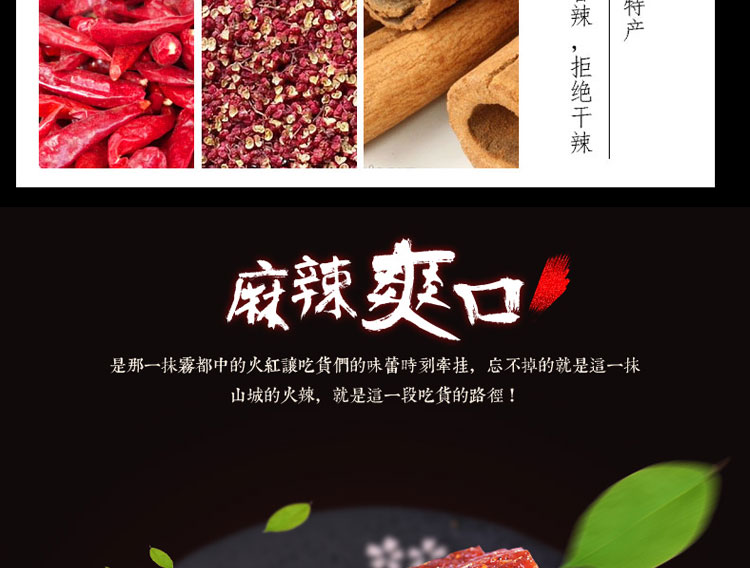 特产
辣，拒绝干辣
麻辣爽口
是那一抹霧都中的火紅讓吃貨們的味蕾時刻牽挂，忘不掉的就是這一抹
山城的火辣，就是這一段吃貨的路徑！